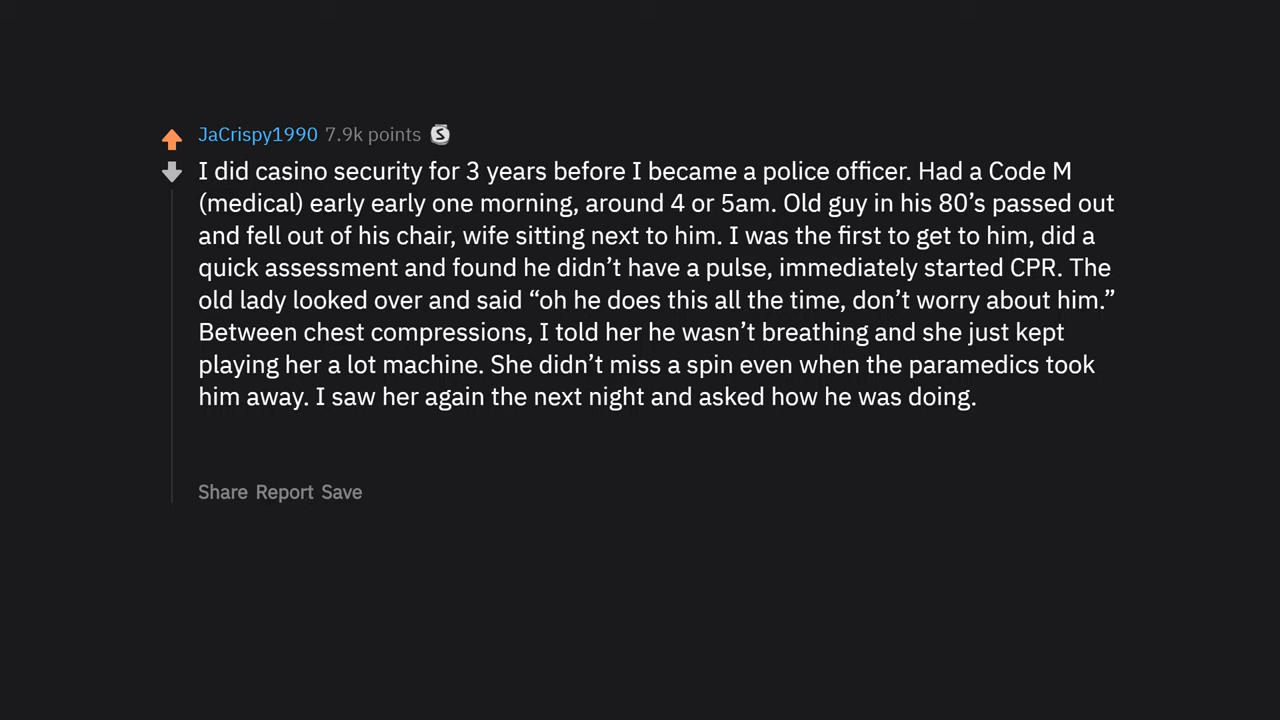 JaCrispy1990 7.9k points S
I did casino security for 3 years before I became a police officer. Had a Code M
(medical) early early one morning, around 4 or 5am. Old guy in his 80’s passed out
and fell out of his chair, wife sitting next to him. I was the first to get to him, did a
quick assessment and found he didn’t have a pulse, immediately started CPR. The
old lady looked over and said “oh he does this all the time, don’t worry about him.”
Between chest compressions, I told her he wasn’t breathing and she just kept
playing her a lot machine. She didn’t miss a spin even when the paramedics took
him away. I saw her again the next night and asked how he was doing.
Share Report Save